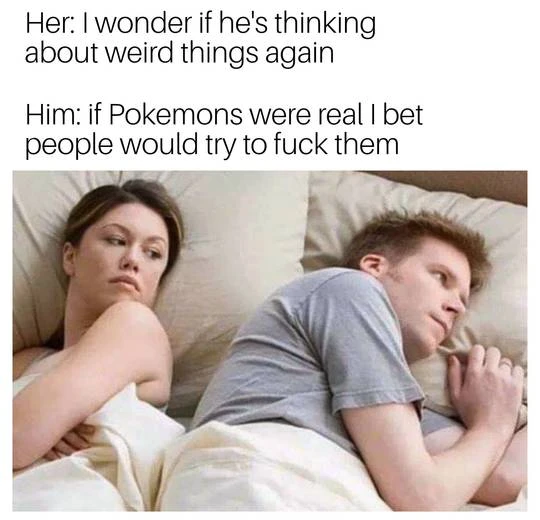 Her: I wonder if he's thinking
about weird things again
Him: if Pokemons were real I bet
people would try to fuck them